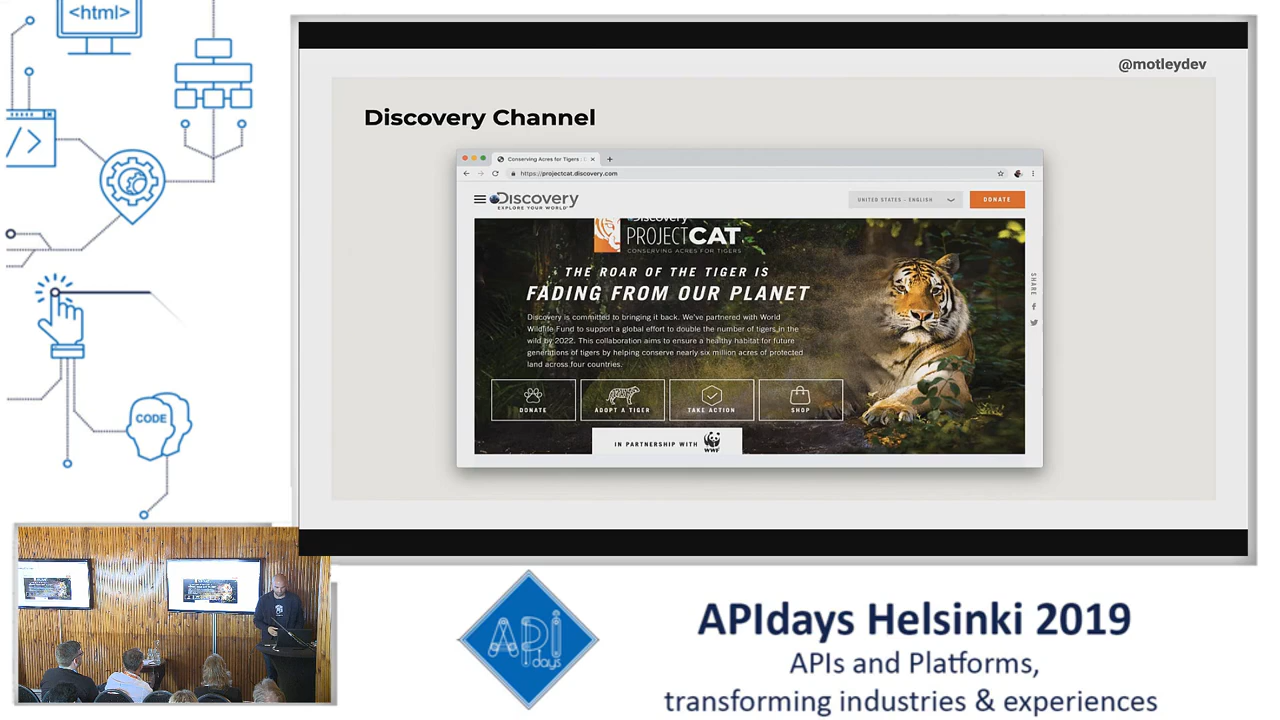 <html>
@motleydev
Discovery Channel
Conserving Acres for Tigers :
https://projectcat.discovery.com
Discovery
EXPLORE YOUR WORLD
UNITED STATES - ENGLISH
DONATE
Discovery
PROJECTCAT
CONSERVING ACRES FOR TIGERS
THE ROAR OF THE TIGER IS
FADING FROM OUR PLANET
Discovery is committed to bringing it back. We've partnered with World
Wildlife Fund to support a global effort to double the number of tigers in the
wild by 2022. This collaboration aims to ensure a healthy habitat for future
generations of tigers by helping conserve nearly six million acres of protected
land across four countries.
SHARE
DONATE
ADOPT A TIGER
TAKE ACTION
SHOP
IN PARTNERSHIP WITH
WWF
/>
CODE
API
days
APIdays Helsinki 2019
APIs and Platforms,
transforming industries & experiences